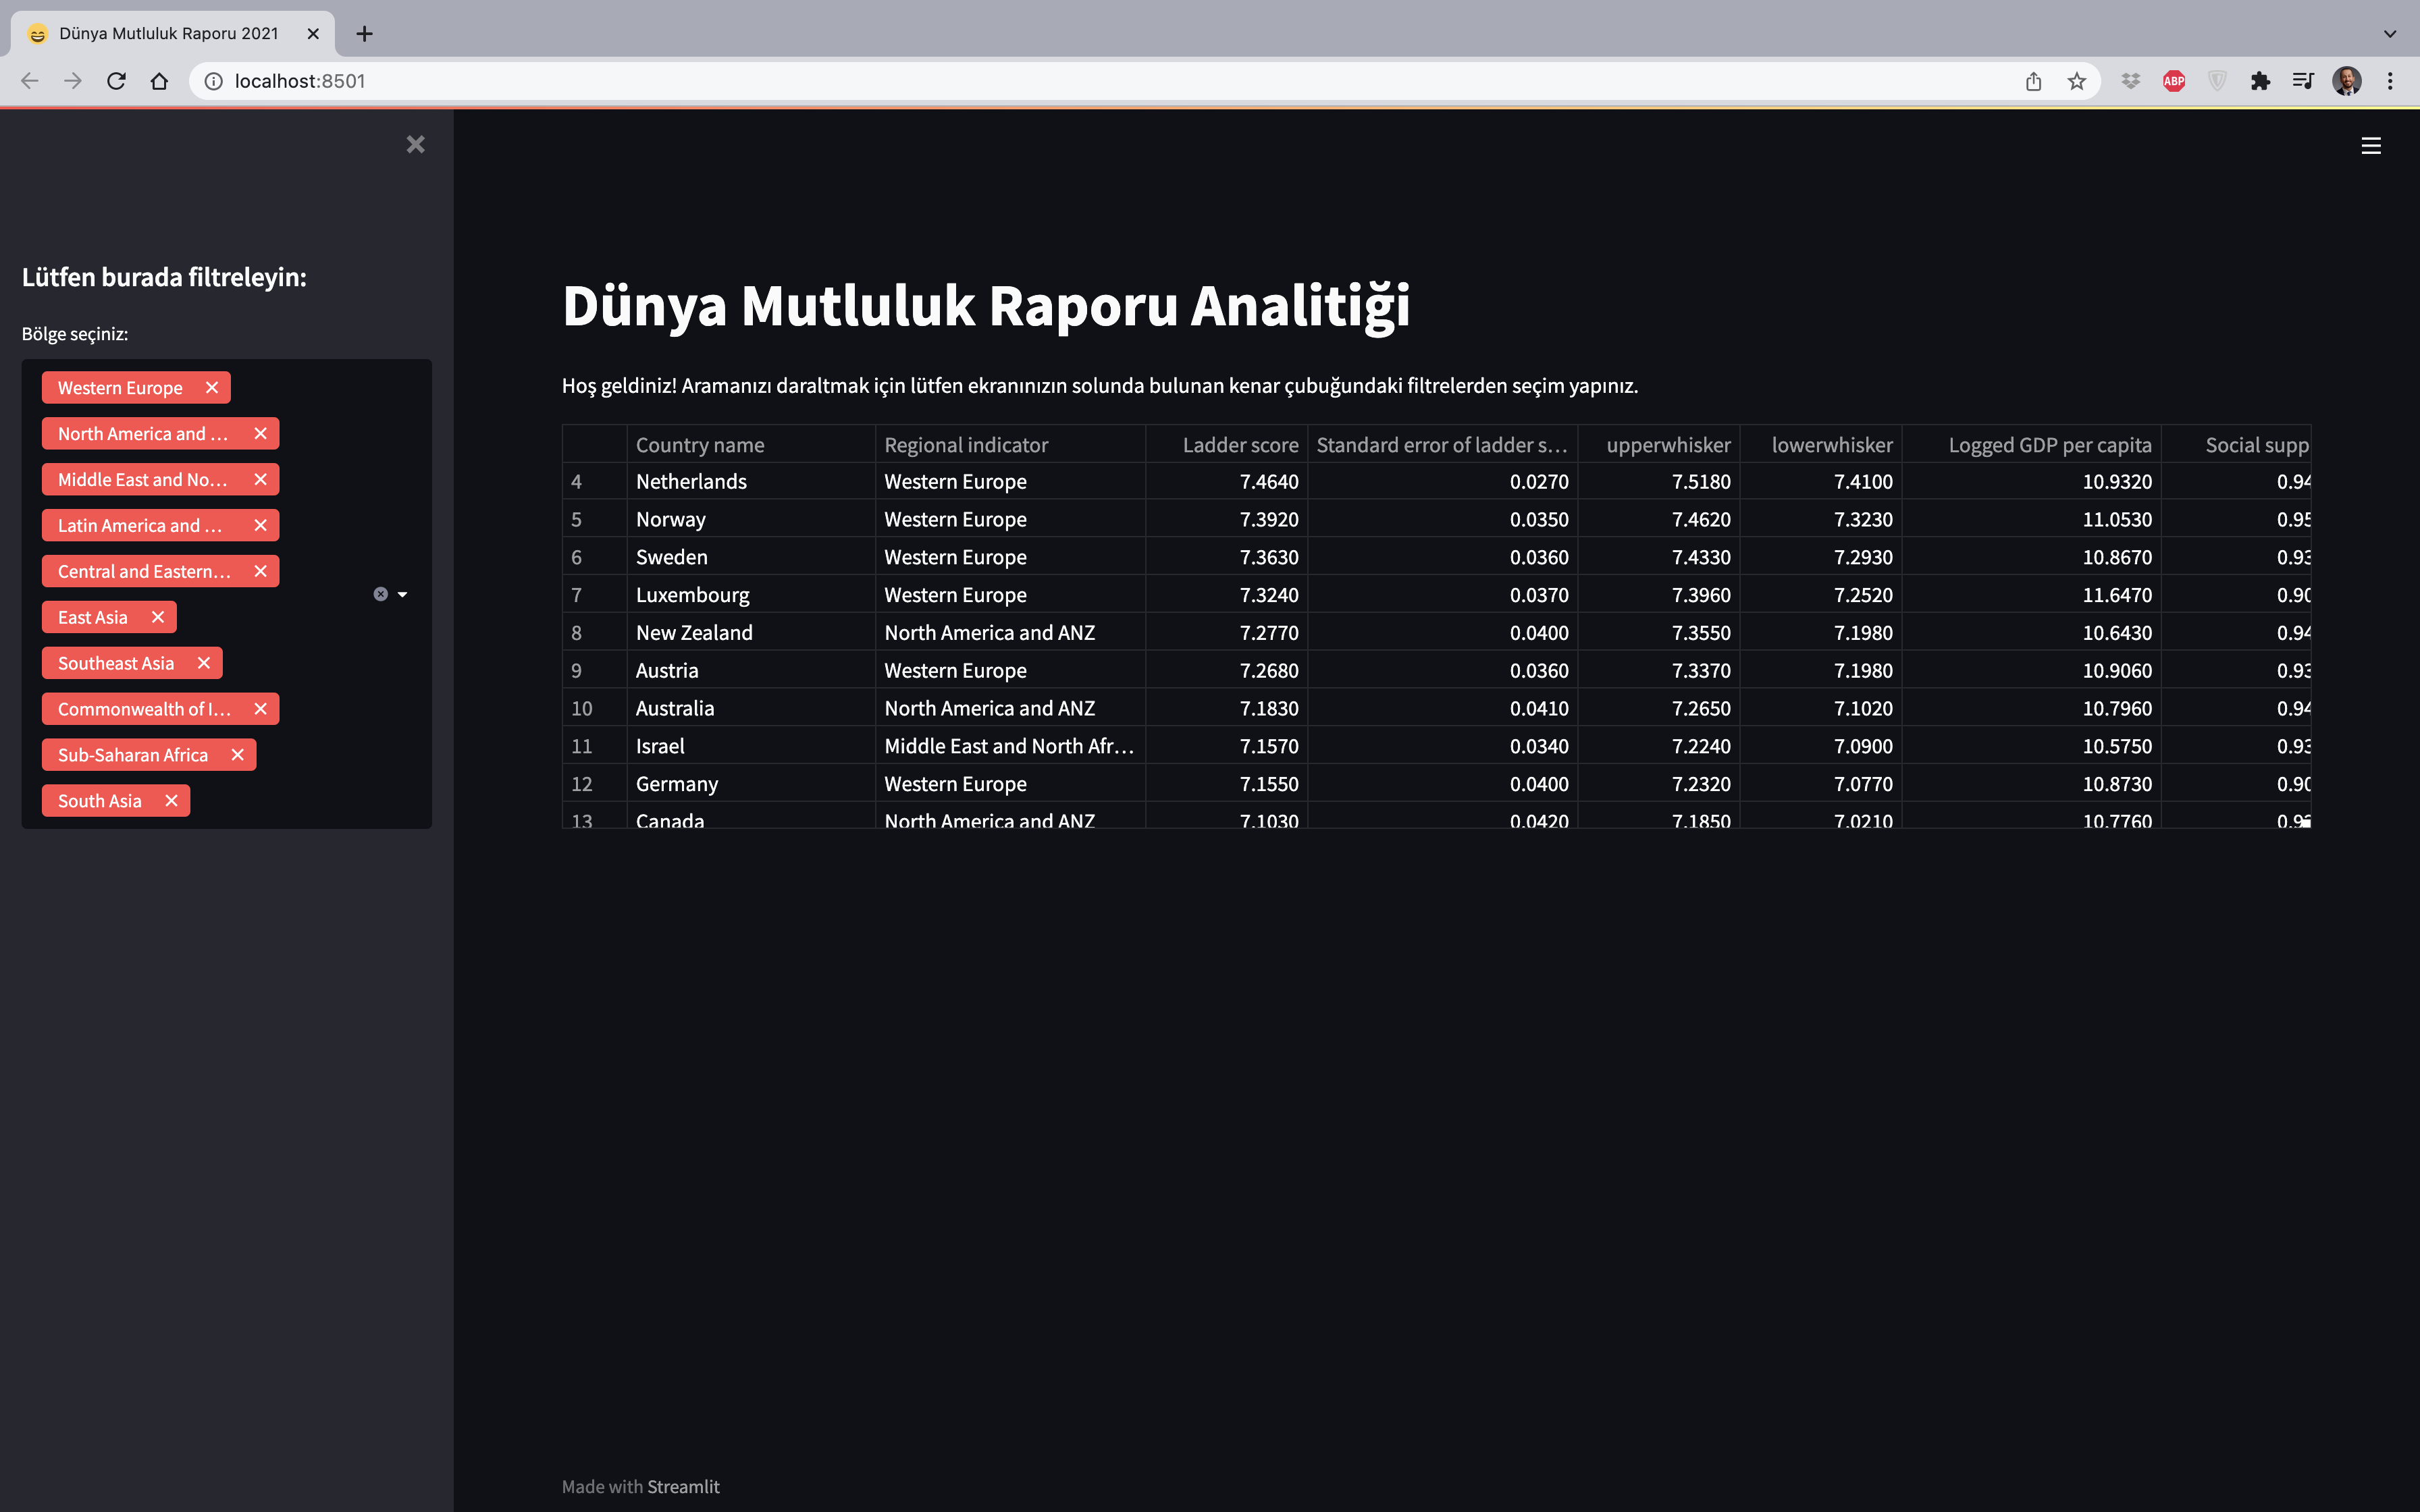 Dünya Mutluluk Raporu 2021
localhost:8501
ABP
Lütfen burada filtreleyin:
Bölge seçiniz:
Western Europe
North America and ...
Middle East and No...
Latin America and ...
Central and Eastern...
East Asia
Southeast Asia
Commonwealth of I...
Sub-Saharan Africa
South Asia
Dünya Mutluluk Raporu Analitiği
Hoş geldiniz! Aramanızı daraltmak için lütfen ekranınızın solunda bulunan kenar çubuğundaki filtrelerden seçim yapınız.
Country name Regional indicator Ladder score Standard error of ladder s... upperwhisker lowerwhisker Logged GDP per capita Social supp
4 Netherlands Western Europe 7.4640 0.0270 7.5180 7.4100 10.9320 0.94
5 Norway Western Europe 7.3920 0.0350 7.4620 7.3230 11.0530 0.95
6 Sweden Western Europe 7.3630 0.0360 7.4330 7.2930 10.8670 0.93
7 Luxembourg Western Europe 7.3240 0.0370 7.3960 7.2520 11.6470 0.90
8 New Zealand North America and ANZ 7.2770 0.0400 7.3550 7.1980 10.6430 0.94
9 Austria Western Europe 7.2680 0.0360 7.3370 7.1980 10.9060 0.93
10 Australia North America and ANZ 7.1830 0.0410 7.2650 7.1020 10.7960 0.94
11 Israel Middle East and North Afr... 7.1570 0.0340 7.2240 7.0900 10.5750 0.93
12 Germany Western Europe 7.1550 0.0400 7.2320 7.0770 10.8730 0.90
13 Canada North America and ANZ 7.1030 0.0420 7.1850 7.0210 10.7760
Made with Streamlit